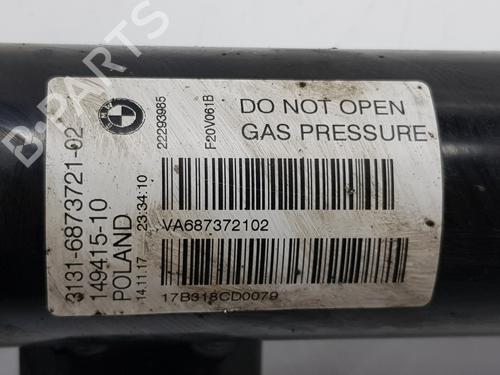 BMW
22293985
F20V061B
DO NOT OPEN
GAS PRESSURE
3131-6873721-02
149415-10
POLAND
14.11.17 23:34:10
VA687372102
17B318CD0079